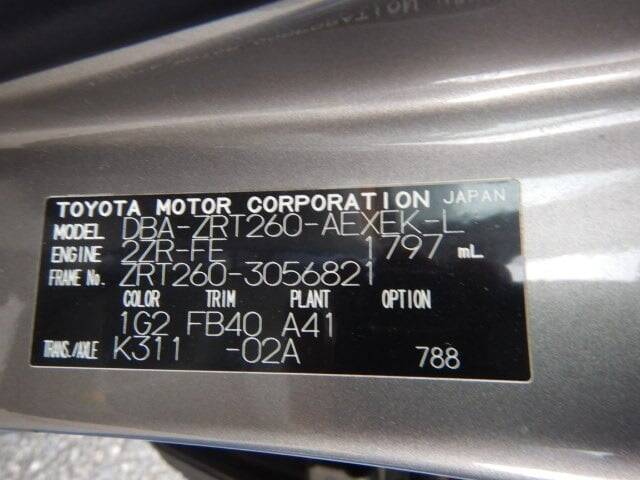 TOYOTA MOTOR CORPORATION JAPAN
MODEL DBA-ZRT260-AEXEK-L
ENGINE 2ZR-FE 1797 mL
FRAME No. ZRT260-3056821
COLOR TRIM PLANT OPTION
1G2 FB40 A41
TRANS./AXLE K311 -02A 788